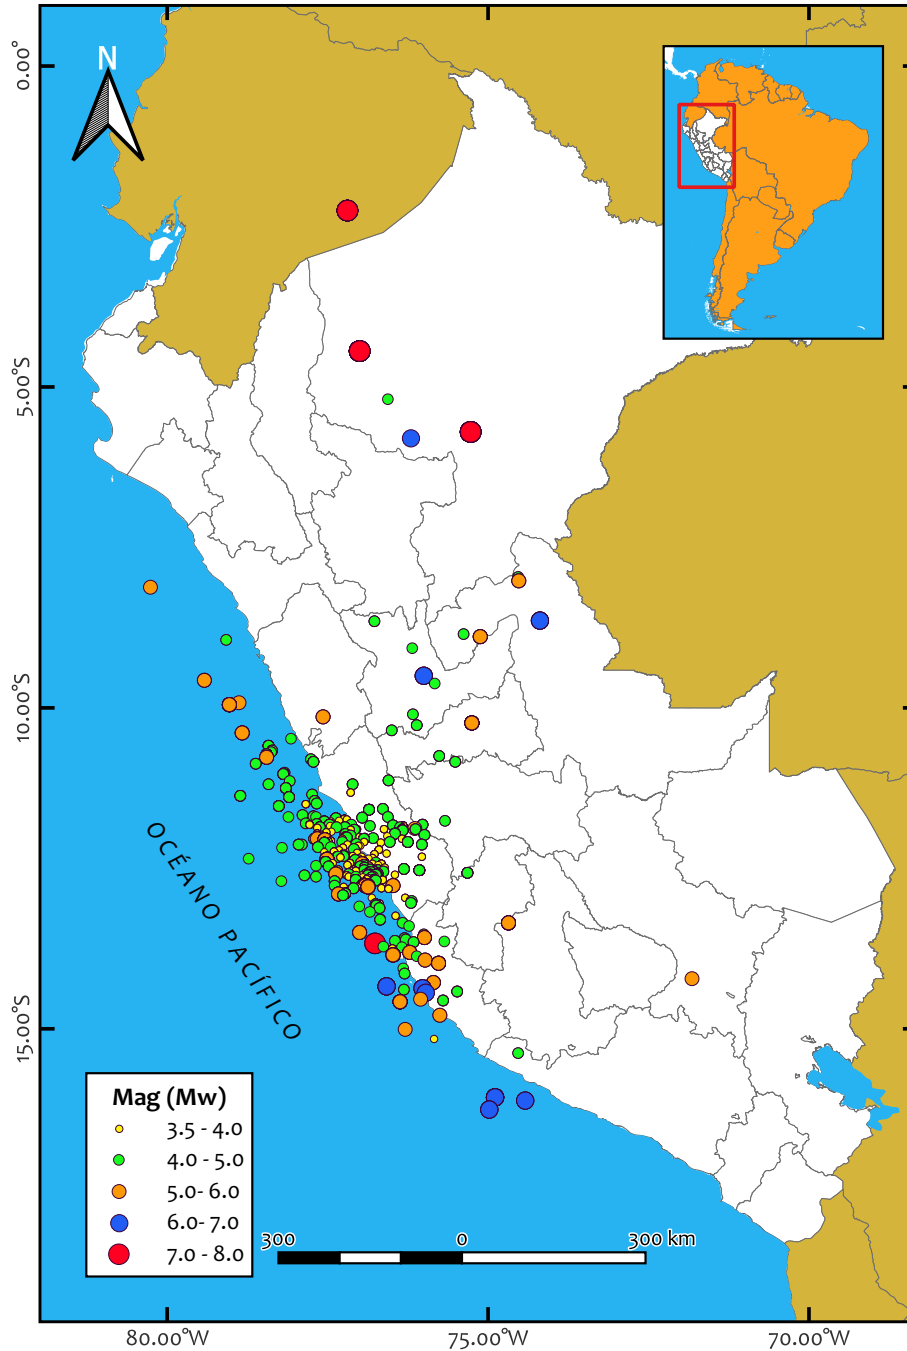 N
0.00°
5.00°S
10.00°S
15.00°S
OCÉANO PACÍFICO
Mag (Mw)
3.5 - 4.0
4.0 - 5.0
5.0- 6.0
6.0- 7.0
7.0 - 8.0
300 0 300 km
80.00°W 75.00°W 70.00°W